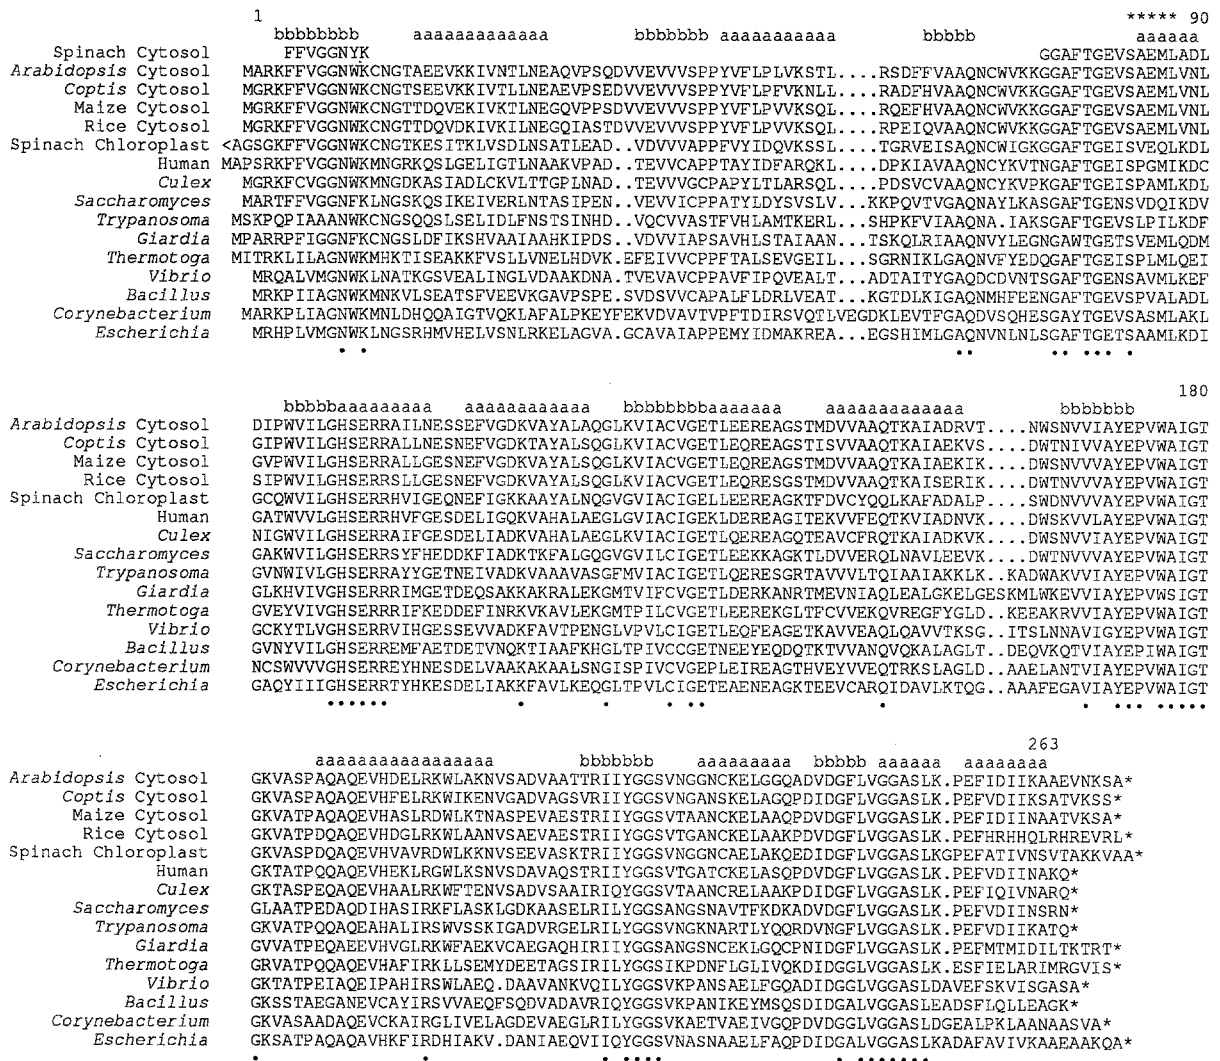 1 ***** 90
bbbbbbbb aaaaaaaaaaaaa bbbbbbb aaaaaaaaaaa bbbbb aaaaaa
Spinach Cytosol FFVGGNYK GGAFTGEVSAEMLADL
Arabidopsis Cytosol MARKFFVGGNWKCNGTAEEVKKIVNTLNEAQVPSQDVVEVVVSPPYVFLPLVKSTL....RSDFFVAAQNCWVKKGGAFTGEVSAEMLVNL
Coptis Cytosol MGRKFFVGGNWKCNGTSEEVKKIVTLLNEAEVPSEDVVEVVVSPPYVFLPFVKNLL....RADFHVAAQNCWVKKGGAFTGEVSAEMLVNL
Maize Cytosol MGRKFFVGGNWKCNGTTDQVEKIVKTLNEGQVPPSDVVEVVVSPPYVFLPVVKSQL....RQEFHVAAQNCWVKKGGAFTGEVSAEMLVNL
Rice Cytosol MGRKFFVGGNWKCNGTTDQVDKIVKILNEGQIASTDVVEVVVSPPYVFLPVVKSQL....RPEIQVAAQNCWVKKGGAFTGEVSAEMLVNL
Spinach Chloroplast <AGSGKFFVGGNWKCNGTKESITKLVSDLNSATLEAD..VDVVVAPPFVYIDQVKSSL....TGRVEISAQNCWIGKGGAFTGEISVEQLKDL
Human MAPSRKFFVGGNWKMNGRKQSLGELIGTLNAAKVPAD..TEVVCAPPTAYIDFARQKL....DPKIAVAAQNCYKVTNGAFTGEISPGMIKDC
Culex MGRKFCVGGNWKMNGDKASIADLCKVLTTGPLNAD..TEVVVGCPAPYLTLARSQL....PDSVCVAAQNCYKVPKGAFTGEISPAMLKDL
Saccharomyces MARTFFVGGNFKLNGSKQSIKEIVERLNTASIPEN..VEVVICPPATYLDYSVSLV...KKPQVTVGAQNAYLKASGAFTGENSVDQIKDV
Trypanosoma MSKPQPIAAANWKCNGSQQSLSELIDLFNSTSINHD..VQCVVASTFVHLAMTKERL...SHPKFVIAAQNA.IAKSGAFTGEVSLPILKDF
Giardia MPARRPFIGGNFKCNGSLDFIKSHVAAIAAHKIPDS..VDVVIAPSAVHLSTAIAAN...TSKQLRIAAQNVYLEGNGAWTGETSVEMLQDM
Thermotoga MITRKLILAGNWKMHKTISEAKKFVSLLVNELHDVK.EFEIVVCPPFTALSEVGEIL...SGRNIKLGAQNVFYEDQGAFTGEISPLMLQEI
Vibrio MRQALVMGNWKLNATKGSVEALINGLVDAAKDNA.TVEVAVCPPAVFIPQVEALT...ADTAITYGAQDCDVNTSGAFTGENSAVMLKEF
Bacillus MRKPIIAGNWKMNKVLSEATSFVEEVKGAVPSPE.SVDSVVCAPALFLDRLVEAT...KGTDLKIGAQNMHFEENGAFTGEVSPVALADL
Corynebacterium MARKPLIAGNWKMNLDHQQAIGTVQKLAFALPKEYFEKVDVAVTVPFTDIRSVQTLVEGDKLEVTFGAQDVSQHESGAYTGEVSASMLAKL
Escherichia MRHPLVMGNWKLNGSRHMVHELVSNLRKELAGVA.GCAVAIAPPEMYIDMAKREA...EGSHIMLGAQNVNLNLSGAFTGETSAAMLKDI
180
bbbbbaaaaaaaaa aaaaaaaaaaaa bbbbbbbbaaaaaaa aaaaaaaaaaaaa bbbbbbb
Arabidopsis Cytosol DIPWVILGHSERRAILNESSEFVGDKVAYALAQGLKVIACVGETLEEREAGSTMDVVAAQTKAIADRVT....NWSNVVIAYEPVWAIGT
Coptis Cytosol GIPWVILGHSERRALLGESNDFVGDKTAYALSQGLKVIACVGETLEQREAGSTISVVAAQTKAIAEKVS....DWTNIVVAYEPVWAIGT
Maize Cytosol GVPWVILGHSERRALLGESNEFVGDKVAYALSQGLKVIACVGETLEQREAGSTMDVVAAQTKAIAEKIK....DWSNVVVAYEPVWAIGT
Rice Cytosol SIPWVILGHSERRSLLGESNEFVGDKVAYALSQGLKVIACVGETLEQRESGSTMDVVAAQTKAISERIK....DWTNVVVAYEPVWAIGT
Spinach Chloroplast GCQWVILGHSERRHVIGEQNEFIGKKAAYALNQGVGVIACIGELLEEREAGKTFDVCYQQLKAFADALP....SWDNVVVAYEPVWAIGT
Human GATWVVLGHSERRHVFGESDELIGQKVAHALAEGLGVIACIGEKLDEREAGITEKVVFEQTKVIADNVK....DWSKVVLAYEPVWAIGT
Culex NIGWVILGHSERRAIFGESDELIADKVAHALAEGLKVIACIGETLQEREAGQTEAVCFRQTKAIADKVK....DWSNVVIAYEPVWAIGT
Saccharomyces GAKWVILGHSERRSYFHEDDKFIADKTKFALGQGVGVILCIGETLEEKKAGKTLDVVERQLNAVLEEVK....DWTNVVVAYEPVWAIGT
Trypanosoma GVNWIVLGHSERRAYYGETNEIVADKVAAAVASGFMVIACIGETLQERESGRTAVVVLTQIAAIAKKLK..KADWAKVVIAYEPVWAIGT
Giardia GLKHVIVGHSERRRIMGETDEQSAKKAKRALEKGMTVIFCVGETLDERKANRTMEVNIAQLEALGKELGESKMLWKEVVIAYEPVWSIGT
Thermotoga GVEYVIVGHSERRRIFKEDDEFINRKVKAVLEKGMTPILCVGETLEEREKGLTFCVVEKQVREGFYGLD..KEEAKRVVIAYEPVWAIGT
Vibrio GCKYTLVGHSERRVIHGESSEVVADKFAVTPENGLVPVLCIGETLEQFEAGETKAVVEAQLQAVVTKSG..ITSLNNAVIGYEPVWAIGT
Bacillus GVNYVILGHSERREMFAETDETVNQKTIAAFKHGLTPIVCCGETNEEYEQDQTKTVVANQVQKALAGLT..DEQVKQTVIAYEPIWAIGT
Corynebacterium NCSWVVVGHSERREYHNESDELVAAKAKAALSNGISPIVCVGEPLEIREAGTHVEYVVEQTRKSLAGLD..AAELANTVIAYEPVWAIGT
Escherichia GAQYIIIGHSERRTYHKESDELIAKKFAVLKEQGLTPVLCIGETEAENEAGKTEEVCARQIDAVLKTQG..AAAFEGAVIAYEPVWAIGT
263
aaaaaaaaaaaaaaaaa bbbbbbb aaaaaaaaa bbbbb aaaaaa aaaaaaaa
Arabidopsis Cytosol GKVASPAQAQEVHDELRKWLAKNVSADVAATTRIIYGGSVNGGNCKELGGQADVDGFLVGGASLK.PEFIDIIKAAEVNKSA*
Coptis Cytosol GKVASPAQAQEVHFELRKWIKENVGADVAGSVRIIYGGSVNGANSKELAGQPDIDGFLVGGASLK.PEFVDIIKSATVKSS*
Maize Cytosol GKVATPAQAQEVHASLRDWLKTNASPEVAESTRIIYGGSVTAANCKELAAQPDVDGFLVGGASLK.PEFIDIINAATVKSA*
Rice Cytosol GKVATPDQAQEVHDGLRKWLAANVSAEVAESTRIIYGGSVTGANCKELAAKPDVDGFLVGGASLK.PEFHRHHQLRHREVRL*
Spinach Chloroplast GKVASPDQAQEVHVAVRDWLKKNVSEEVASKTRIIYGGSVNGGNCAELAKQEDIDGFLVGGASLKGPEFATIVNSVTAKKVAA*
Human GKTATPQQAQEVHEKLRGWLKSNVSDAVAQSTRIIYGGSVTGATCKELASQPDVDGFLVGGASLK.PEFVDIINAKQ*
Culex GKTASPEQAQEVHAALRKWFTENVSADVSAAIRIQYGGSVTAANCRELAAKPDIDGFLVGGASLK.PEFIQIVNARQ*
Saccharomyces GLAATPEDAQDIHASIRKFLASKLGDKAASELRILYGGSANGSNAVTFKDKADVDGFLVGGASLK.PEFVDIINSRN*
Trypanosoma GKVATPQQAQEAHALIRSWVSSKIGADVRGELRILYGGSVNGKNARTLYQQRDVNGFLVGGASLK.PEFVDIIKATQ*
Giardia GVVATPEQAEEVHVGLRKWFAEKVCAEGAQHIRIIYGGSANGSNCEKLGQCPNIDGFLVGGASLK.PEFMTMIDILTKTRT*
Thermotoga GRVATPQQAQEVHAFIRKLLSEMYDEETAGSIRILYGGSIKPDNFLGLIVQKDIDGGLVGGASLK.ESFIELARIMRGVIS*
Vibrio GKTATPEIAQEIPAHIRSWLAEQ.DAAVANKVQILYGGSVKPANSAELFGQADIDGGLVGGASLDAVEFSKVISGASA*
Bacillus GKSSTAEGANEVCAYIRSVVAEQFSQDVADAVRIQYGGSVKPANIKEYMSQSDIDGALVGGASLEADSFLQLLEAGK*
Corynebacterium GKVASAADAQEVCKAIRGLIVELAGDEVAEGLRILYGGSVKAETVAEIVGQPDVDGGLVGGASLDGEALPKLAANAASVA*
Escherichia GKSATPAQAQAVHKFIRDHIAKV.DANIAEQVIIQYGGSVNASNAAELFAQPDIDGALVGGASLKADAFAVIVKAAEAAKQA*